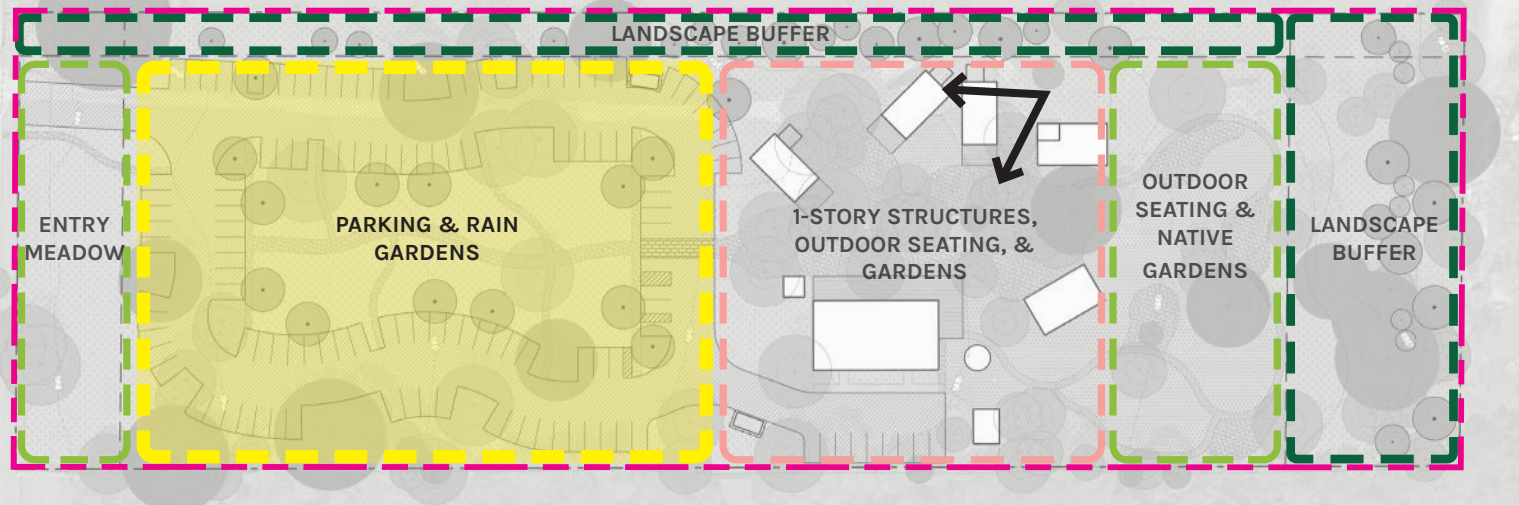 LANDSCAPE BUFFER
ENTRY
MEADOW
PARKING & RAIN
GARDENS
1-STORY STRUCTURES,
OUTDOOR SEATING, &
GARDENS
OUTDOOR
SEATING &
NATIVE
GARDENS
LANDSCAPE
BUFFER